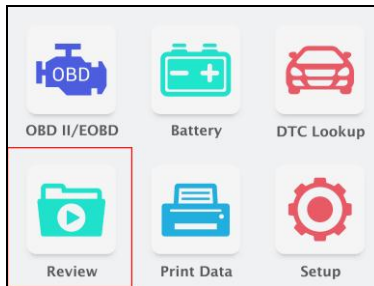 OBD
OBD II/EOBD
Battery
DTC Lookup
Review
Print Data
Setup